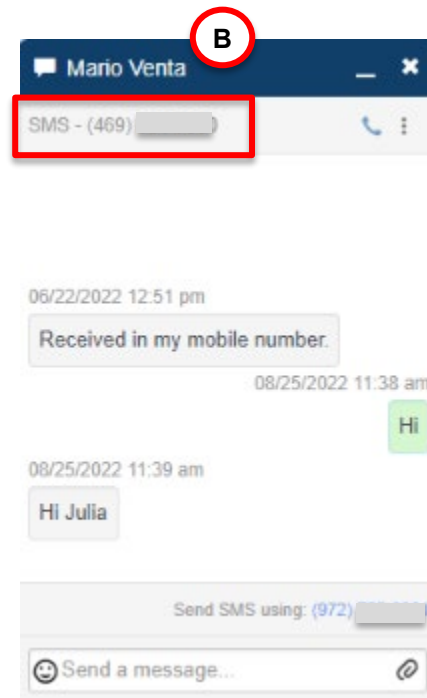 B
Mario Venta
SMS - (469)
06/22/2022 12:51 pm
Received in my mobile number.
08/25/2022 11:38 am
Hi
08/25/2022 11:39 am
Hi Julia
Send SMS using: (972)
Send a message...